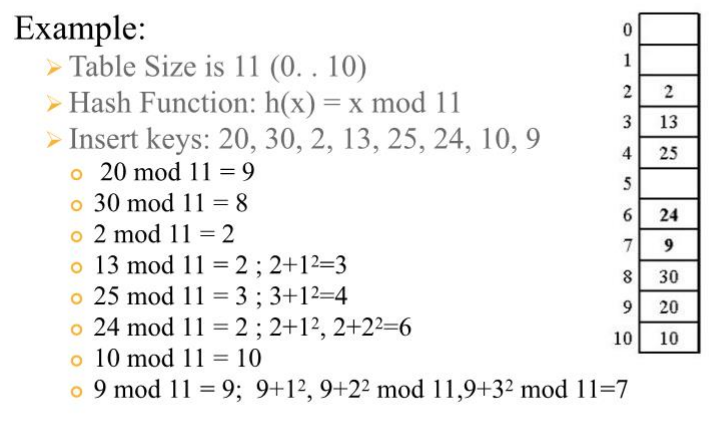 Example:
➢ Table Size is 11 (0. . 10)
➢ Hash Function: h(x) = x mod 11
➢ Insert keys: 20, 30, 2, 13, 25, 24, 10, 9
o 20 mod 11 = 9
o 30 mod 11 = 8
o 2 mod 11 = 2
o 13 mod 11 = 2 ; 2+1²=3
o 25 mod 11 = 3 ; 3+1²=4
o 24 mod 11 = 2 ; 2+1², 2+2²=6
o 10 mod 11 = 10
o 9 mod 11 = 9; 9+1², 9+2² mod 11,9+3² mod 11=7
0
1
2 2
3 13
4 25
5
6 24
7 9
8 30
9 20
10 10